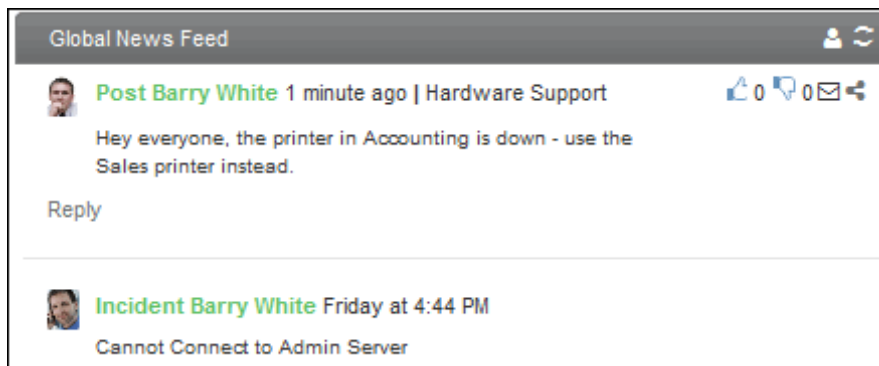 Global News Feed
Post Barry White 1 minute ago | Hardware Support 0 0
Hey everyone, the printer in Accounting is down - use the
Sales printer instead.
Reply
Incident Barry White Friday at 4:44 PM
Cannot Connect to Admin Server